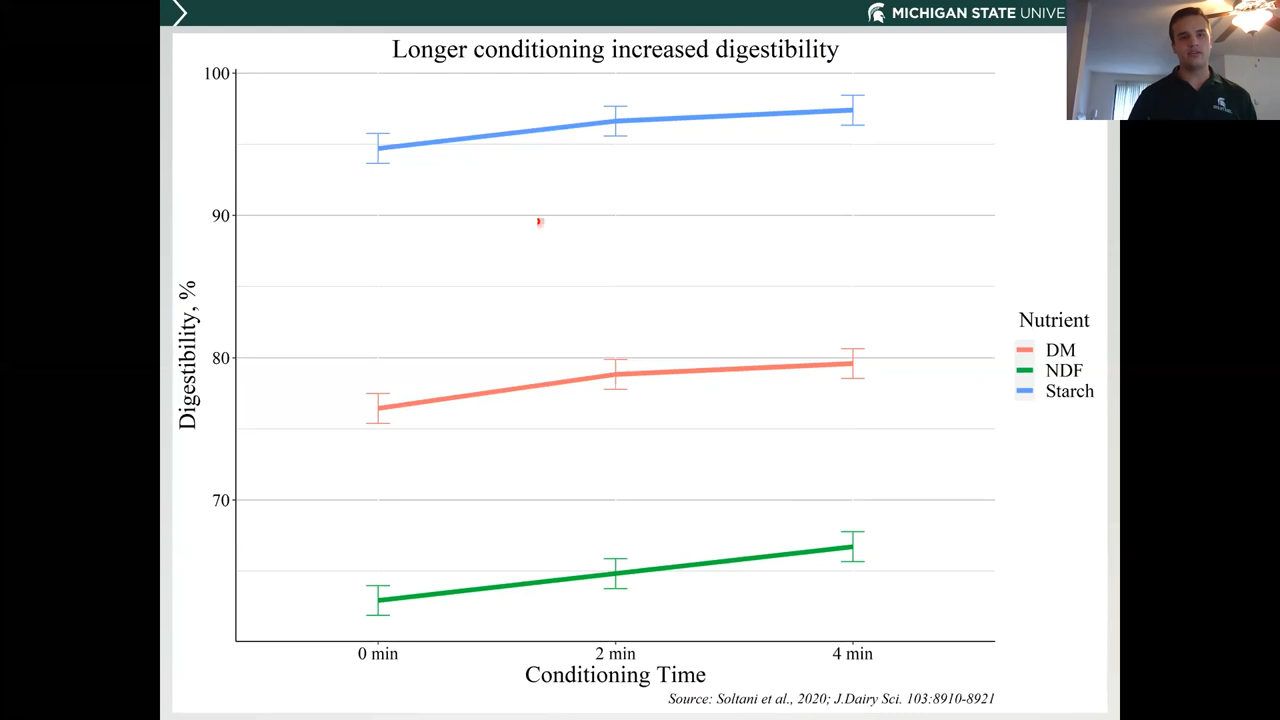 MICHIGAN STATE UNIVE
Longer conditioning increased digestibility
100
90
80
70
Digestibility, %
0 min
2 min
4 min
Conditioning Time
Nutrient
DM
NDF
Starch
Source: Soltani et al., 2020; J.Dairy Sci. 103:8910-8921